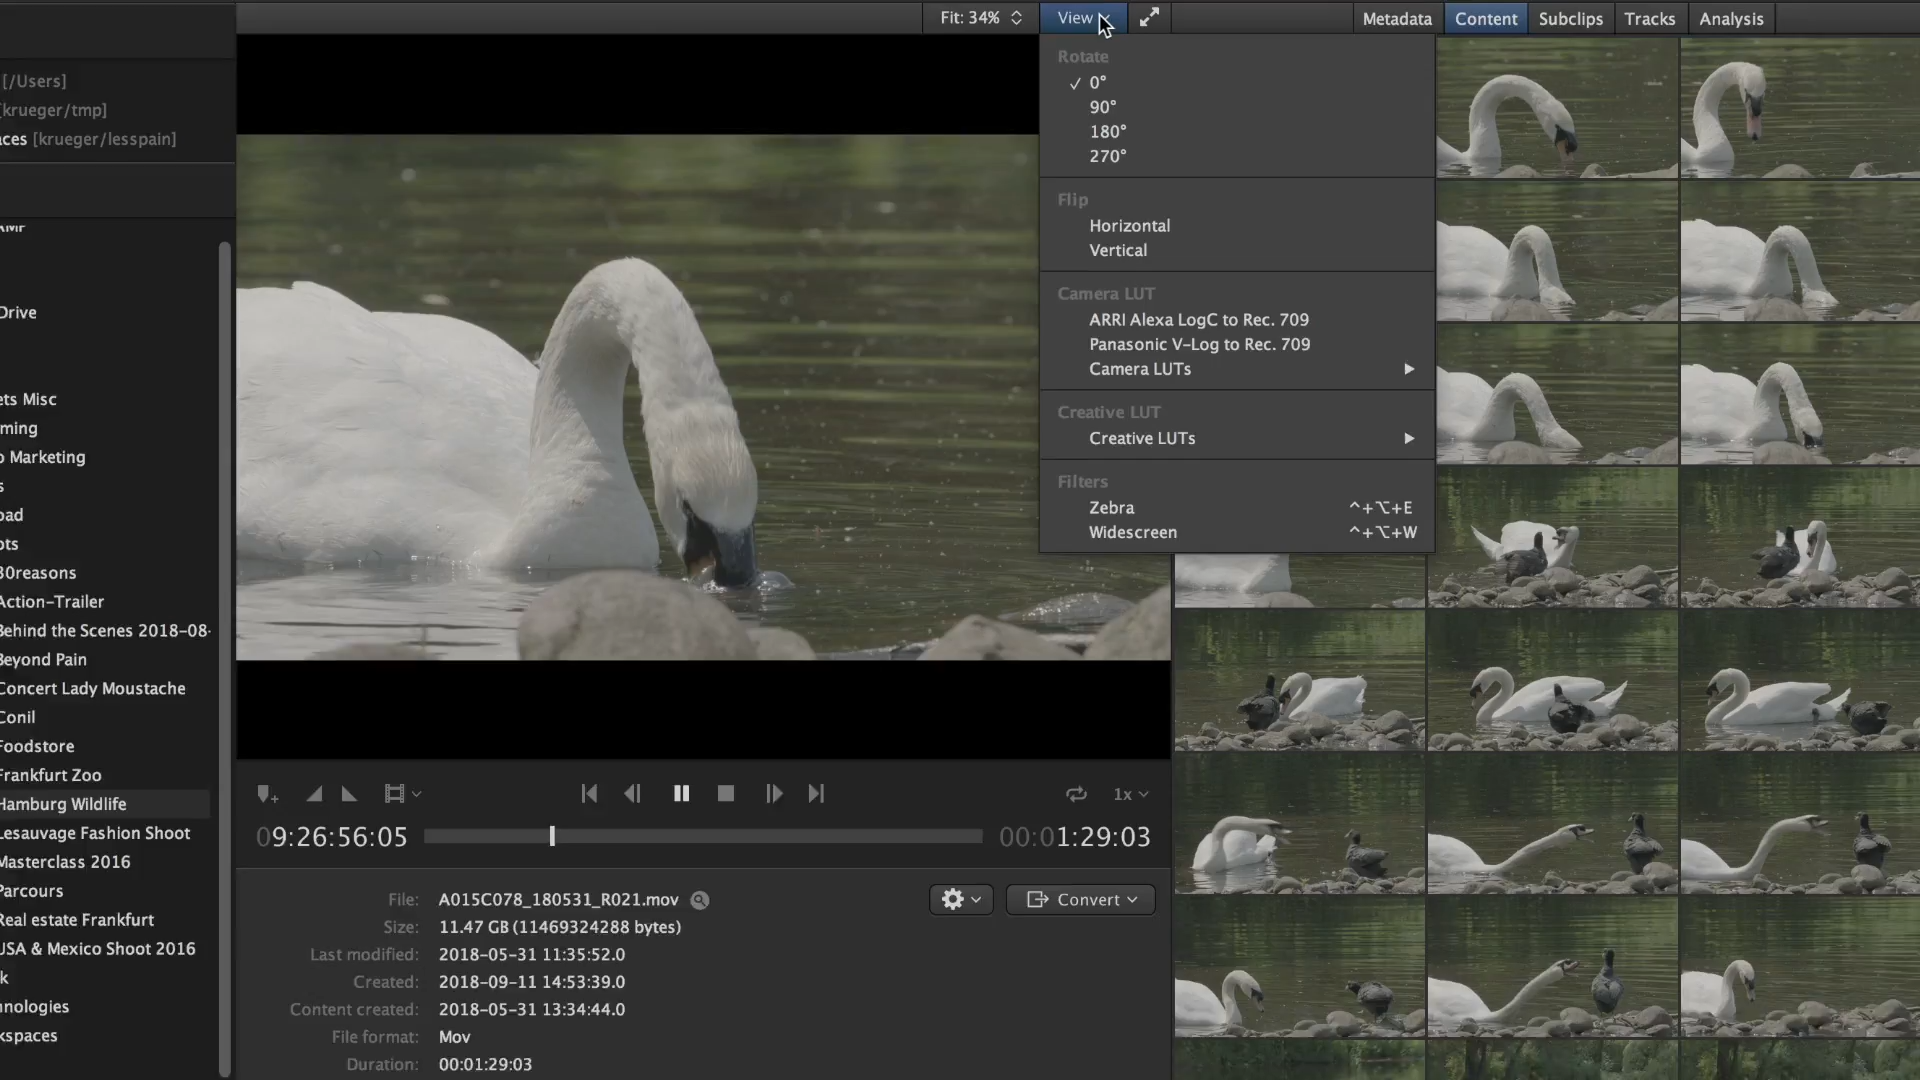 Fit: 34%
View
Metadata
Content
Subclips
Tracks
Analysis
[/Users]
[krueger/tmp]
ces [krueger/lesspain]
Drive
ets Misc
ming
o Marketing
s
oad
ots
30reasons
Action-Trailer
Behind the Scenes 2018-08-
Beyond Pain
Concert Lady Moustache
Conil
Foodstore
Frankfurt Zoo
Hamburg Wildlife
Lesauvage Fashion Shoot
Masterclass 2016
Parcours
Real estate Frankfurt
USA & Mexico Shoot 2016
k
hnologies
kspaces
Rotate
✓ 0°
90°
180°
270°
Flip
Horizontal
Vertical
Camera LUT
ARRI Alexa LogC to Rec. 709
Panasonic V-Log to Rec. 709
Camera LUTs
Creative LUT
Creative LUTs
Filters
Zebra ^+⌥+E
Widescreen ^+⌥+W
1x
09:26:56:05
00:01:29:03
File: A015C078_180531_R021.mov
Convert
Size: 11.47 GB (11469324288 bytes)
Last modified: 2018-05-31 11:35:52.0
Created: 2018-09-11 14:53:39.0
Content created: 2018-05-31 13:34:44.0
File format: Mov
Duration: 00:01:29:03